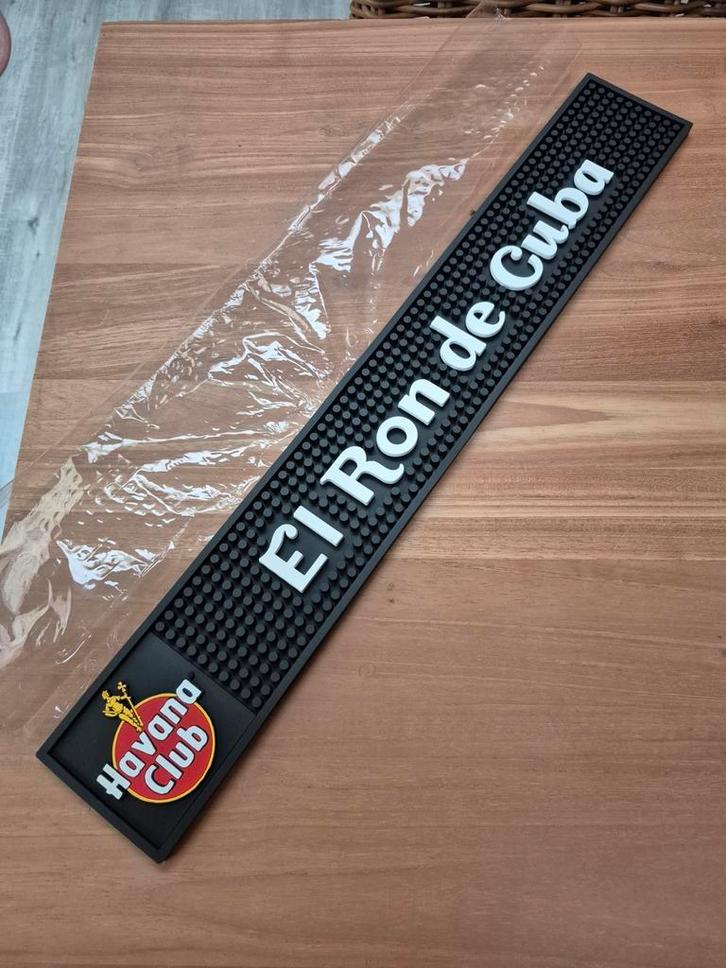 El Ron de Cuba
Havana
Club